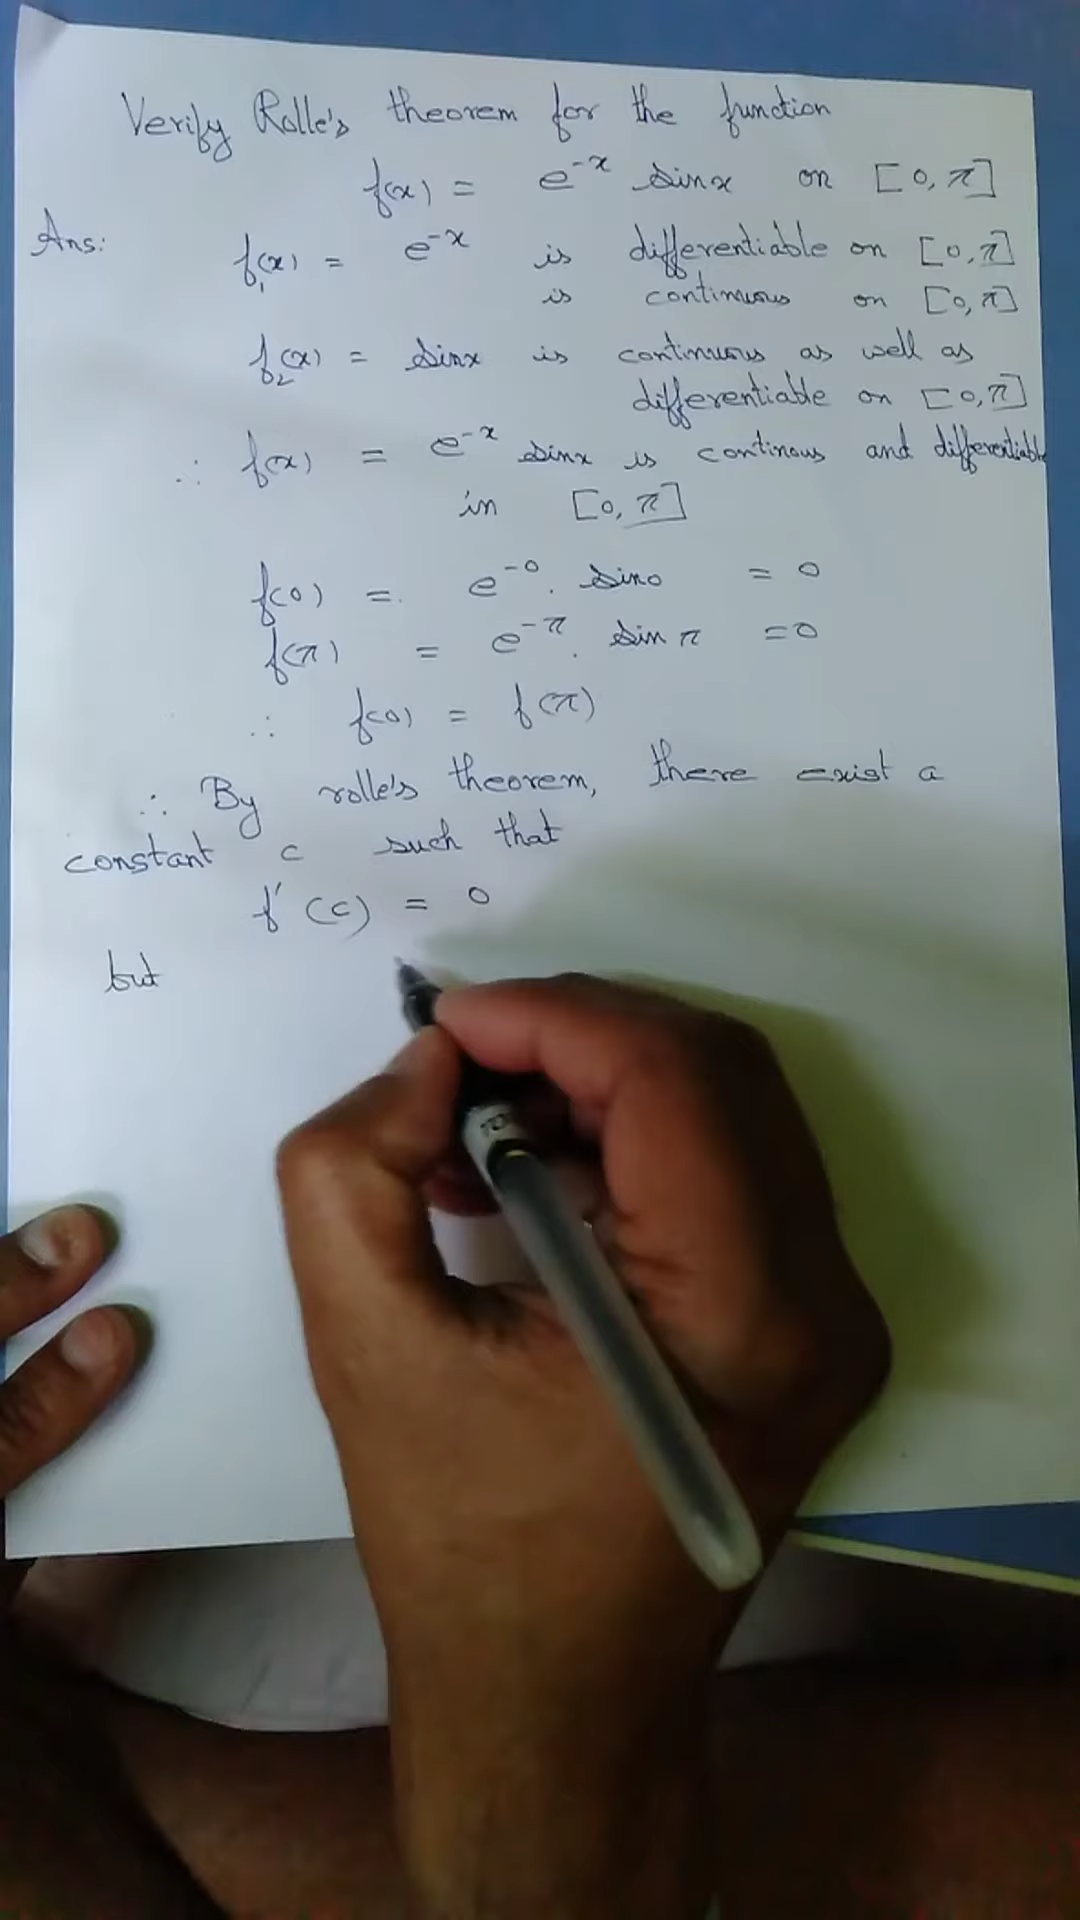 Verify Rolle's theorem for the function
f(x) = e^{-x} sinx on [0, π]
Ans: f₁(x) = e^{-x} is differentiable on [0, π]
is continuous on [0, π]
f₂(x) = sinx is continuous as well as
differentiable on [0, π]
∴ f(x) = e^{-x} sinx is continous and differentiable
in [0, π]
f(0) = e^{-0}. sin0 = 0
f(π) = e^{-π}. sin π = 0
∴ f(0) = f(π)
∴ By rolle's theorem, there exist a
constant c such that
f'(c) = 0
but